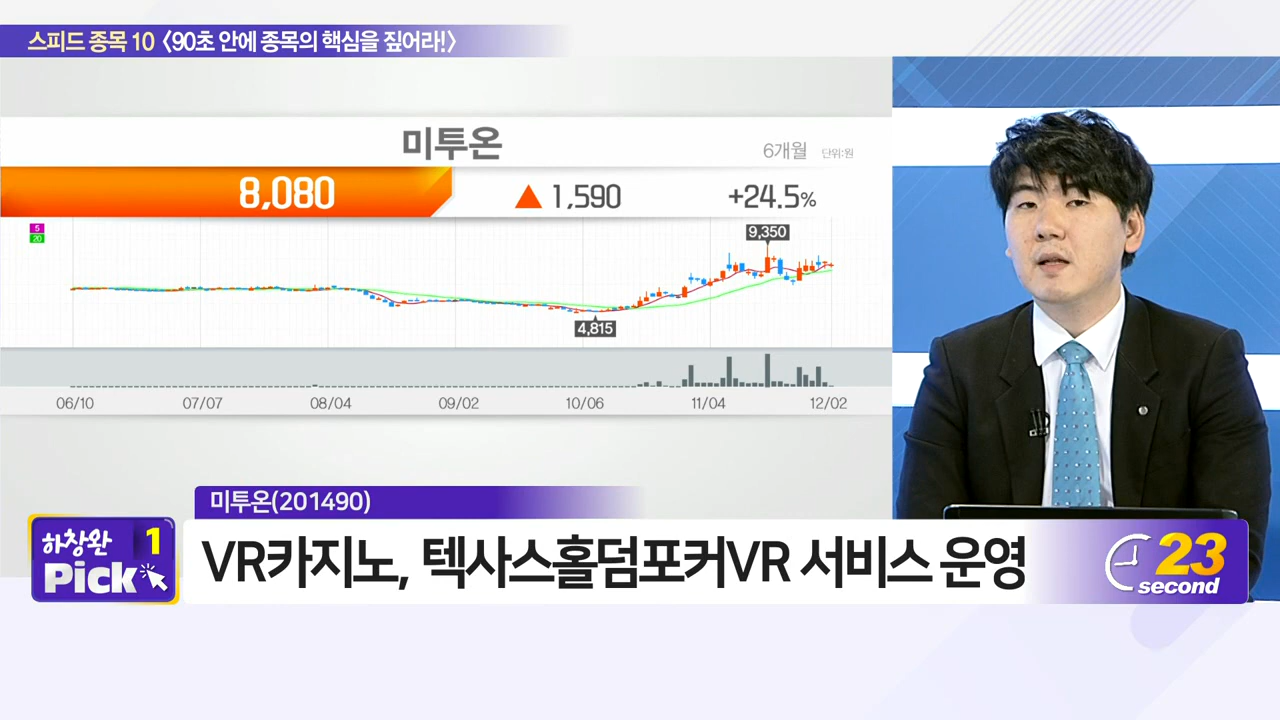 스피드 종목 10 〈90초 안에 종목의 핵심을 짚어라!〉
미투온
6개월 단위:원
8,080 ▲ 1,590 +24.5%
5
20
9,350
4,815
06/10 07/07 08/04 09/02 10/06 11/04 12/02
미투온(201490)
하창완 1
Pick
VR카지노, 텍사스홀덤포커VR 서비스 운영
23
second